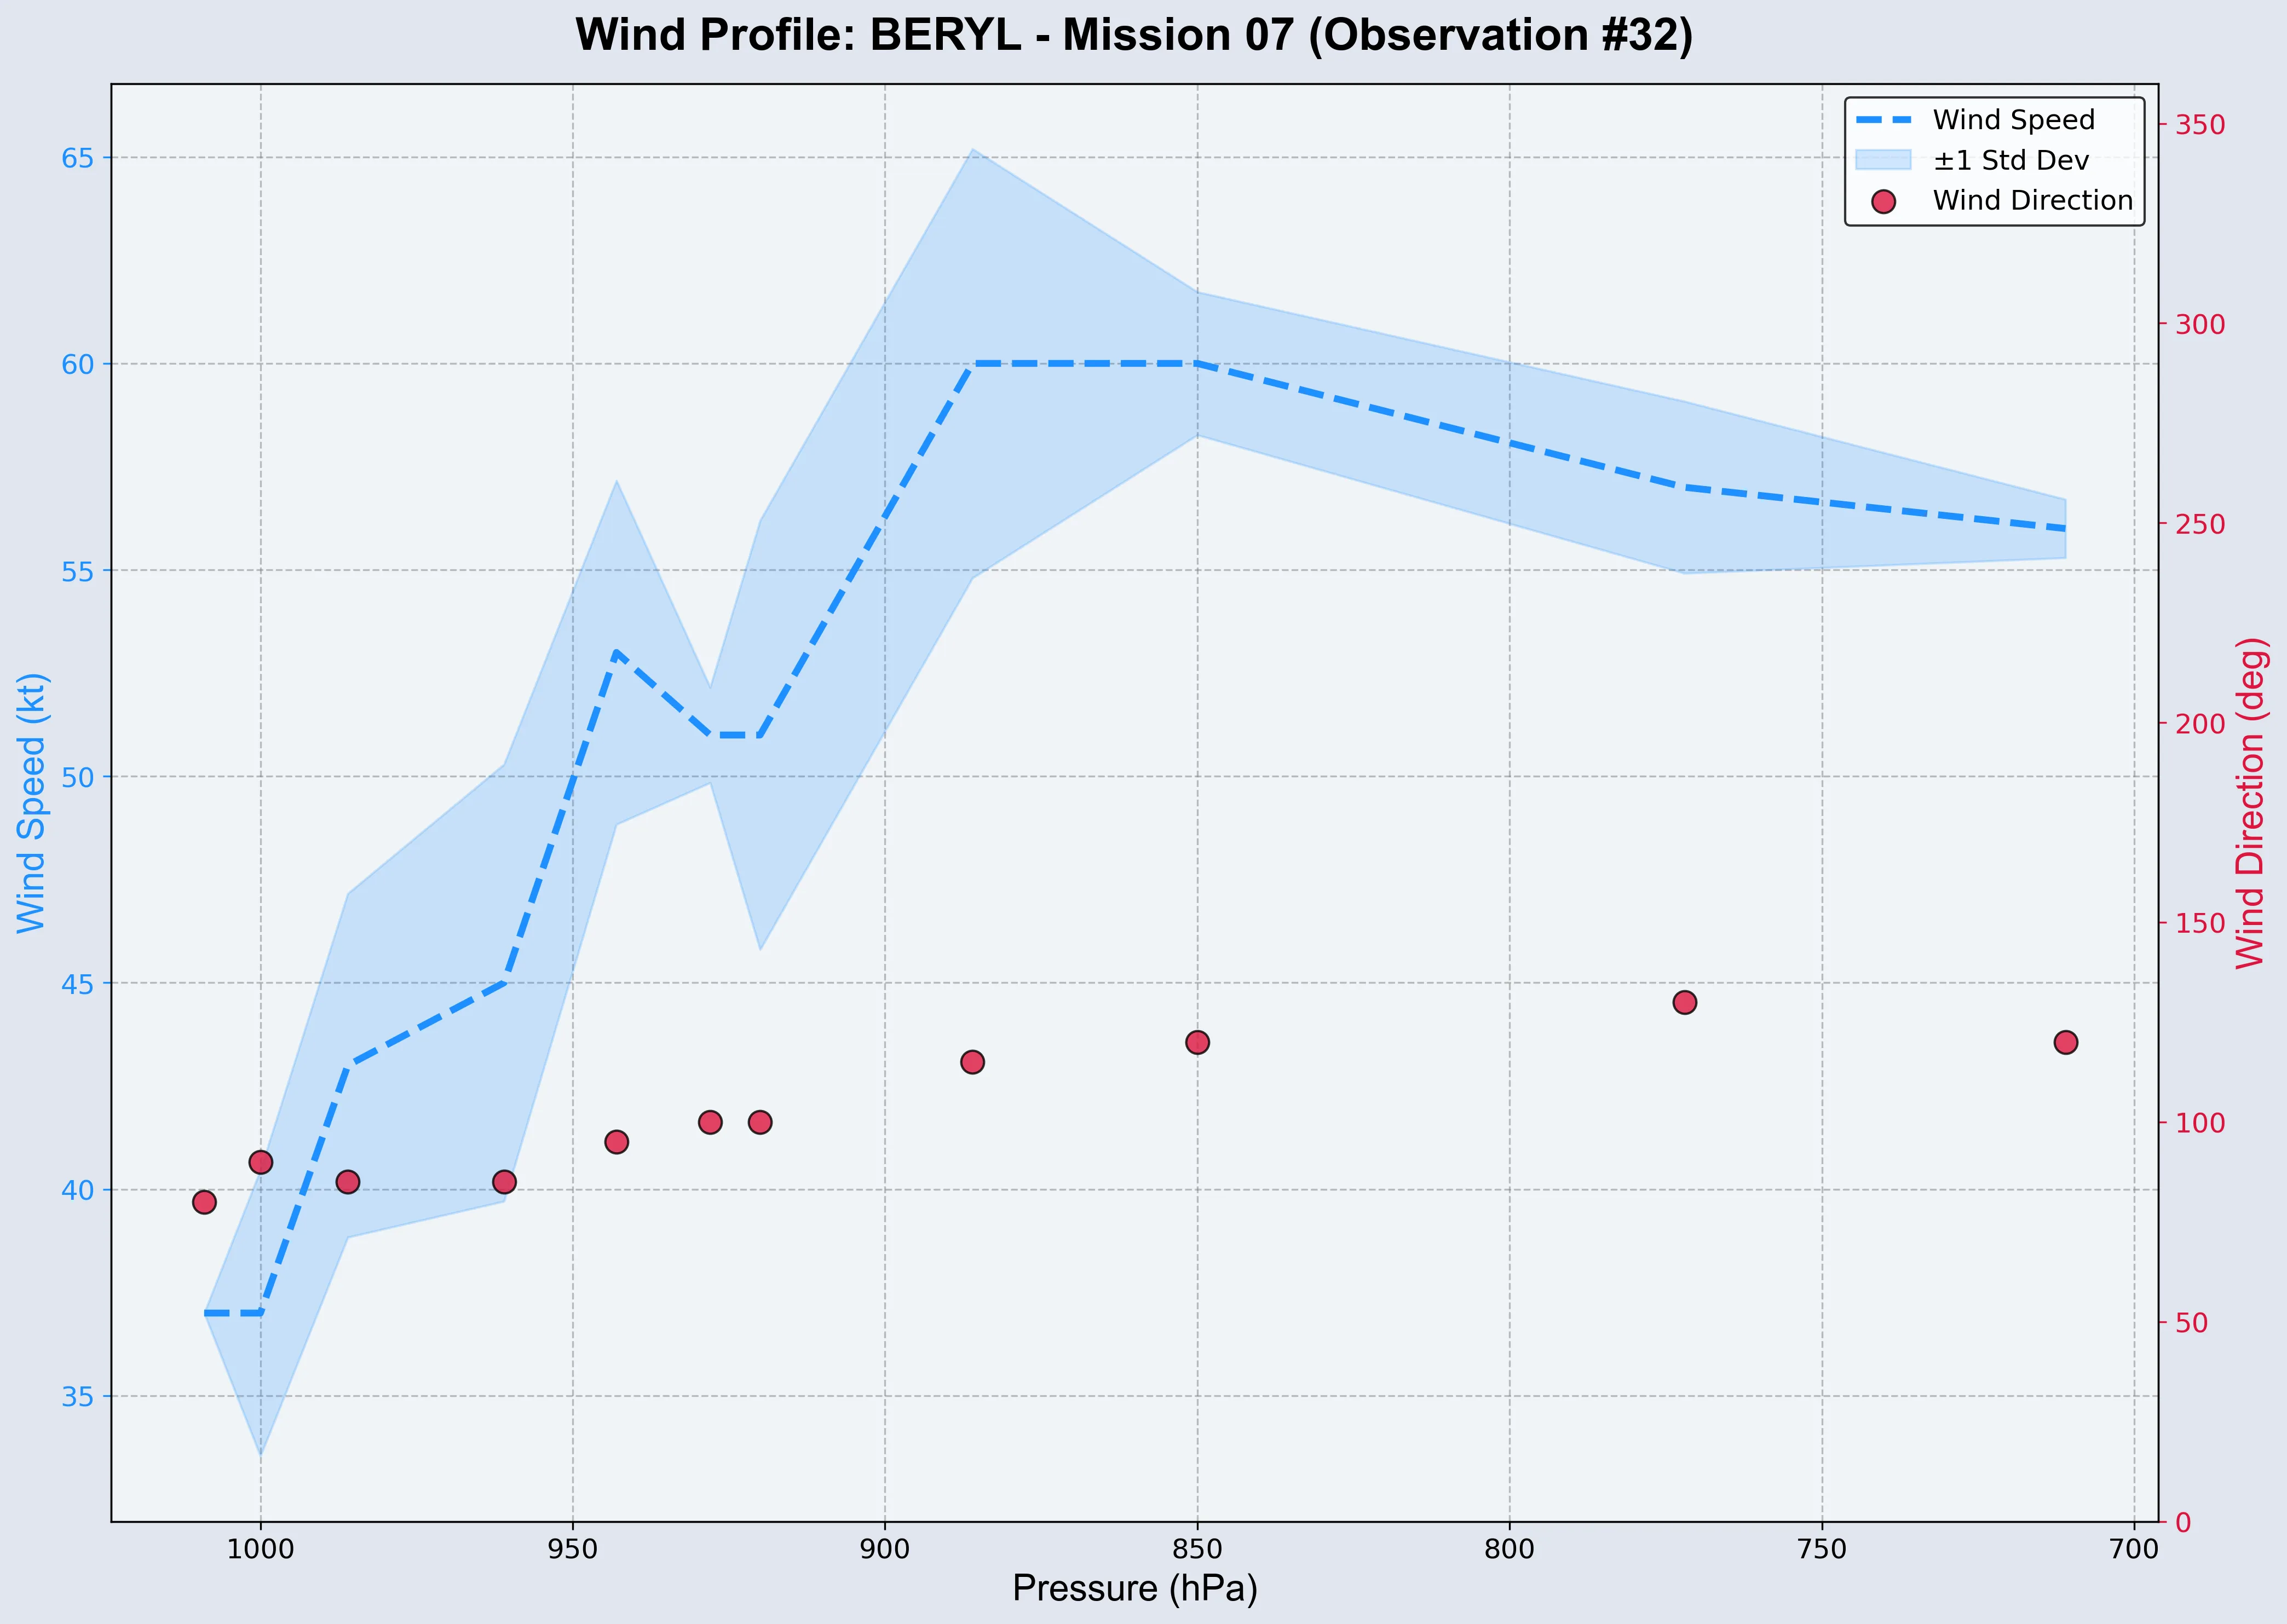 Wind Profile: BERYL - Mission 07 (Observation #32)
Wind Speed
±1 Std Dev
Wind Direction
Wind Speed (kt)
65
60
55
50
45
40
35
350
300
250
200
150
100
50
0
Wind Direction (deg)
1000 950 900 850 800 750 700
Pressure (hPa)